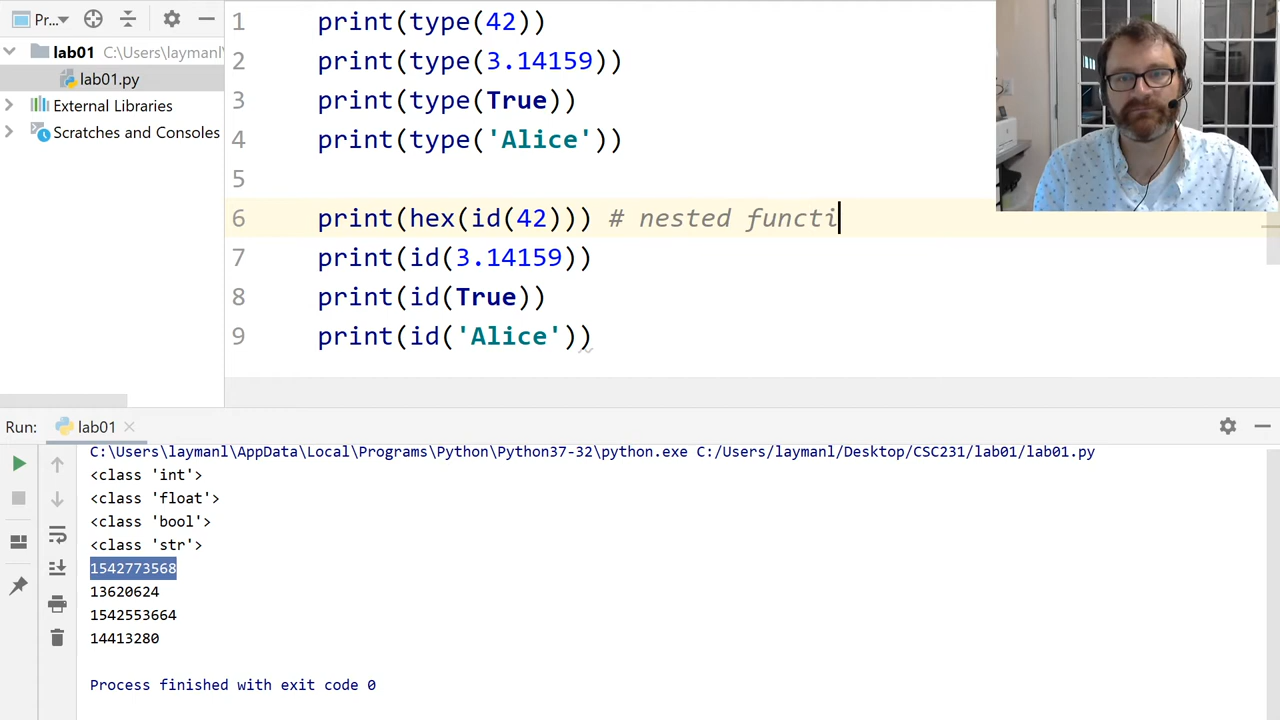 Pr...
lab01 C:\Users\laymanl\
lab01.py
External Libraries
Scratches and Consoles
1 print(type(42))
2 print(type(3.14159))
3 print(type(True))
4 print(type('Alice'))
5
6 print(hex(id(42))) # nested functi
7 print(id(3.14159))
8 print(id(True))
9 print(id('Alice'))
Run: lab01
C:\Users\laymanl\AppData\Local\Programs\Python\Python37-32\python.exe C:/Users/laymanl/Desktop/CSC231/lab01/lab01.py
<class 'int'>
<class 'float'>
<class 'bool'>
<class 'str'>
1542773568
13620624
1542553664
14413280
Process finished with exit code 0